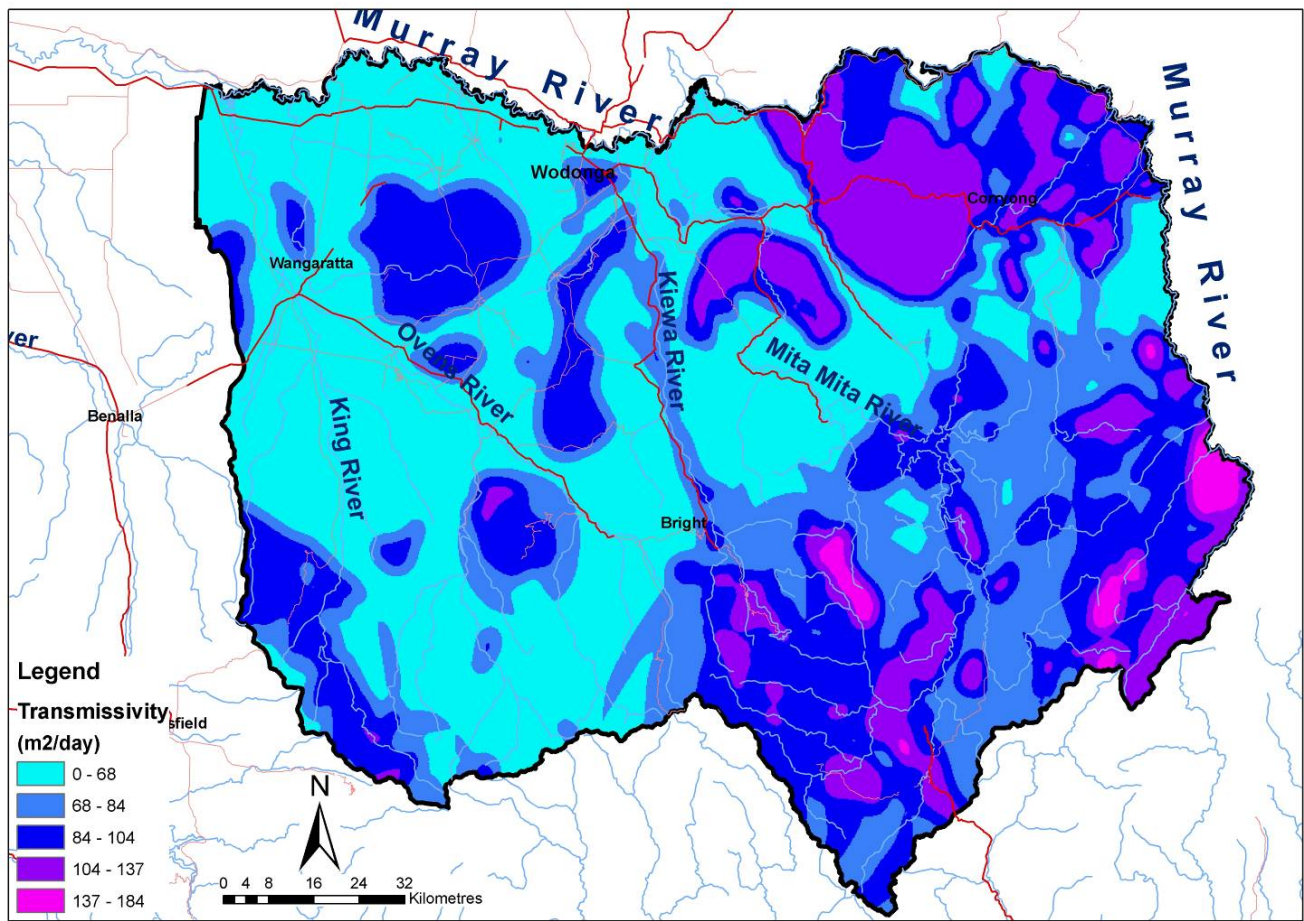 Murray River
Murray River
Wodonga
Corryong
Wangaratta
Kiewa River
Ovens River
Mita Mita River
ver
Benalla
King River
Bright
Legend
Transmissivity
sfield
(m2/day)
0 - 68
68 - 84
84 - 104
104 - 137
137 - 184
N
0 4 8 16 24 32
Kilometres